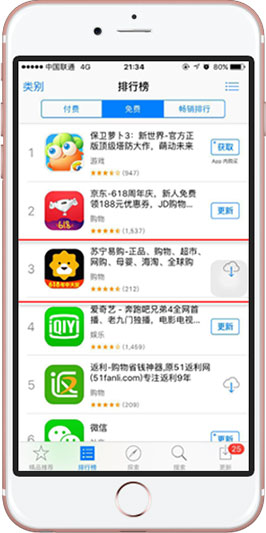 中国联通 4G 21:34 80%
类别 排行榜
付费 免费 畅销排行
1
保卫萝卜3：新世界-官方正
版顶级塔防大作，萌动未来
游戏
(947)
获取
App 内购买
2
京东-618周年庆，新人免费
领188元优惠券，JD购物...
购物
(1,537)
更新
618
3
苏宁易购-正品、购物、超市、
网购、母婴、海淘、全球购
购物
(690)
4
爱奇艺 - 奔跑吧兄弟4全网首
播，老九门独播，电影电视...
娱乐
iQIYI
更新
5
返利-购物省钱神器,原51返利网
(51fanli.com)专注返利9年
购物
(209)
6
微信
25
精品推荐 排行榜 探索 搜索 更新